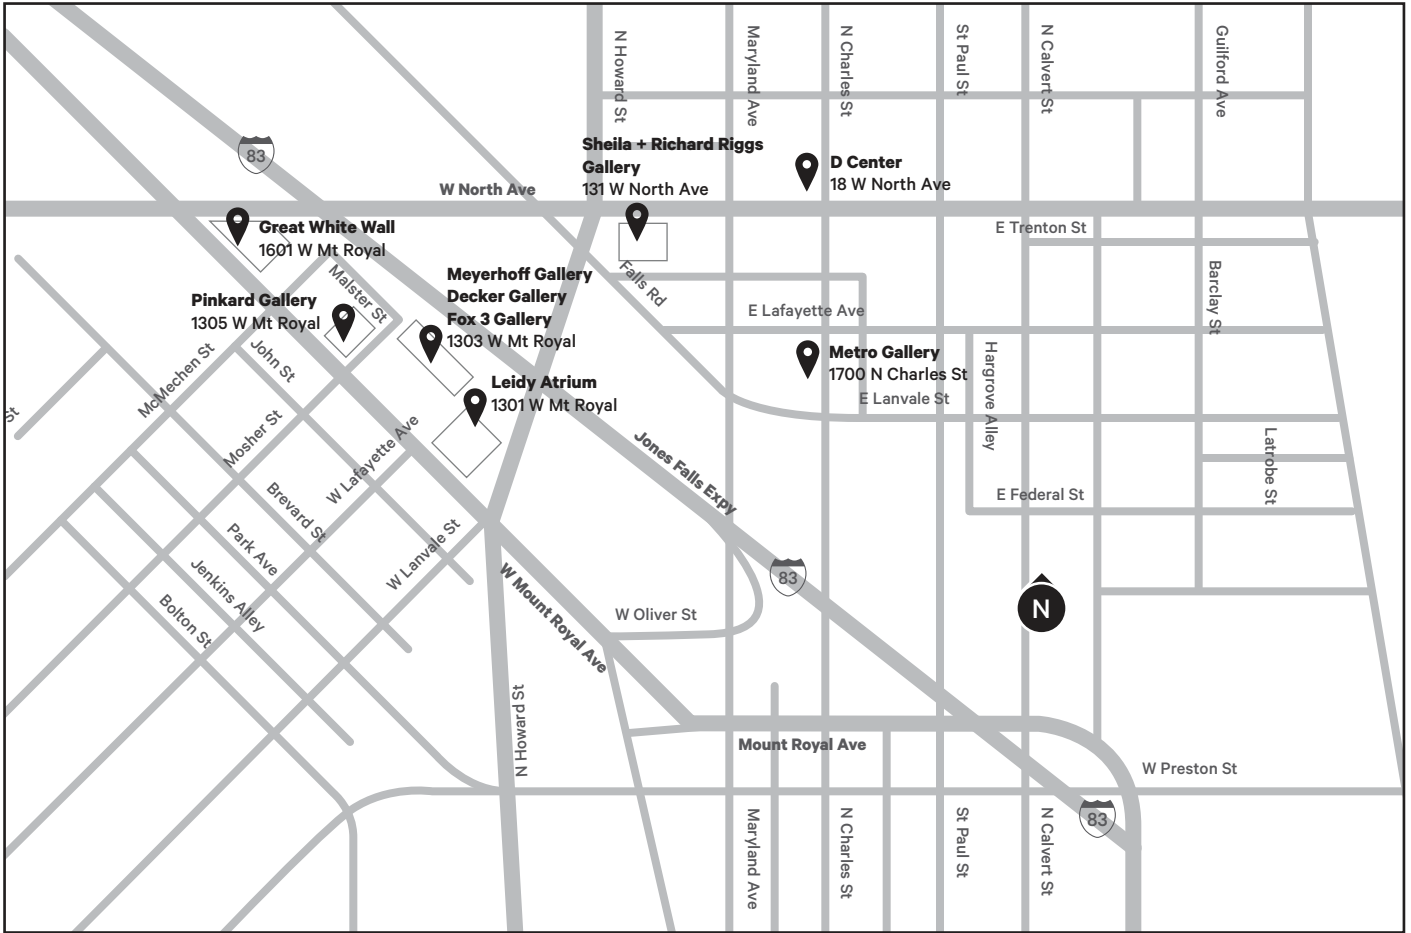 N Howard St
Maryland Ave
N Charles St
St Paul St
N Calvert St
Guilford Ave
83
Sheila + Richard Riggs
Gallery
131 W North Ave
D Center
18 W North Ave
W North Ave
Great White Wall
1601 W Mt Royal
E Trenton St
Malster St
Falls Rd
Barclay St
Meyerhoff Gallery
Decker Gallery
Fox 3 Gallery
1303 W Mt Royal
Pinkard Gallery
1305 W Mt Royal
E Lafayette Ave
Metro Gallery
1700 N Charles St
Hargrove Alley
McMechen St
John St
Leidy Atrium
1301 W Mt Royal
E Lanvale St
St
Mosher St
W Lafayette Ave
Jones Falls Expy
Latrobe St
E Federal St
Brevard St
Park Ave
W Lanvale St
Jenkins Alley
Bolton St
83
W Mount Royal Ave
W Oliver St
N
N Howard St
Mount Royal Ave
W Preston St
83
Maryland Ave
N Charles St
St Paul St
N Calvert St